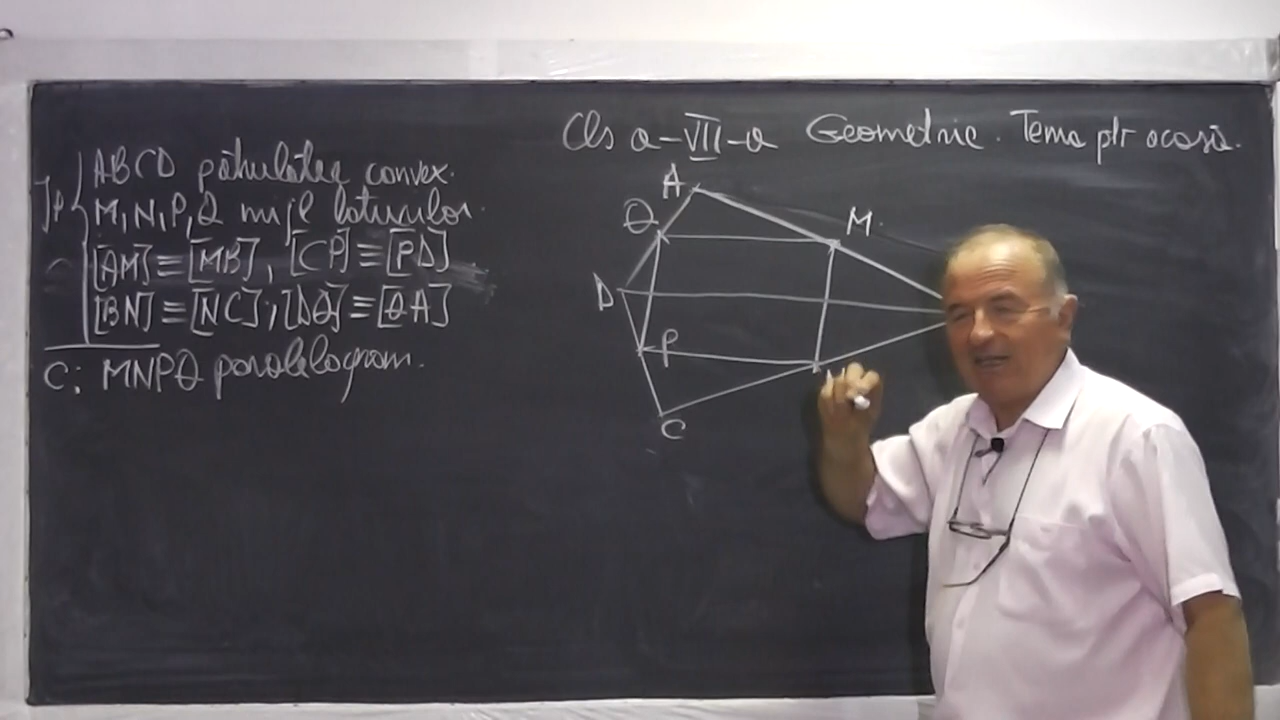 Cls a-VII-a Geometrie. Tema ptr acasă.
Ip { ABCD patrulater convex.
M, N, P, Q mijl laturilor.
[AM] ≡ [MB], [CP] ≡ [PD]
[BN] ≡ [NC]; [DQ] ≡ [QA]
C: MNPQ paralelogram.
A
Q
M.
D
P
N
C